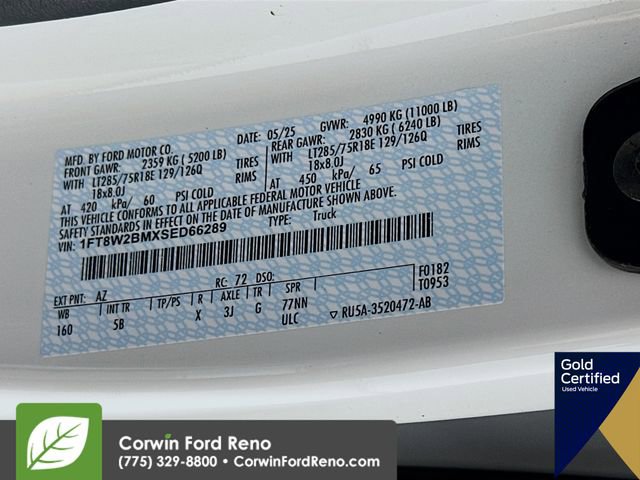 MFD. BY FORD MOTOR CO.
DATE: 05/25 GVWR: 4990 KG (11000 LB)
FRONT GAWR: 2359 KG (5200 LB)
REAR GAWR: 2830 KG (6240 LB)
WITH LT285/75R18E 129/126Q TIRES
WITH LT285/75R18E 129/126Q TIRES
18x8.0J RIMS
18x8.0J RIMS
AT 420 kPa/ 60 PSI COLD
AT 450 kPa/ 65 PSI COLD
THIS VEHICLE CONFORMS TO ALL APPLICABLE FEDERAL MOTOR VEHICLE
SAFETY STANDARDS IN EFFECT ON THE DATE OF MANUFACTURE SHOWN ABOVE.
VIN: 1FT8W2BMXSED66289 TYPE: Truck
EXT PNT: AZ RC: 72 DSO: F0182
T0953
WB INT TR TP/PS R AXLE TR SPR
160 5B X 3J G 77NN
ULC ▽ RU5A-3520472-AB
Gold
Certified
Used Vehicle
Corwin Ford Reno
(775) 329-8800 • CorwinFordReno.com